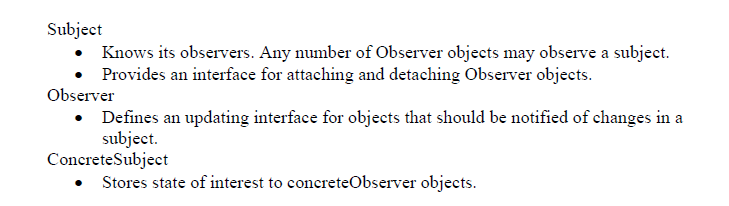 Subject
• Knows its observers. Any number of Observer objects may observe a subject.
• Provides an interface for attaching and detaching Observer objects.
Observer
• Defines an updating interface for objects that should be notified of changes in a
subject.
ConcreteSubject
• Stores state of interest to concreteObserver objects.